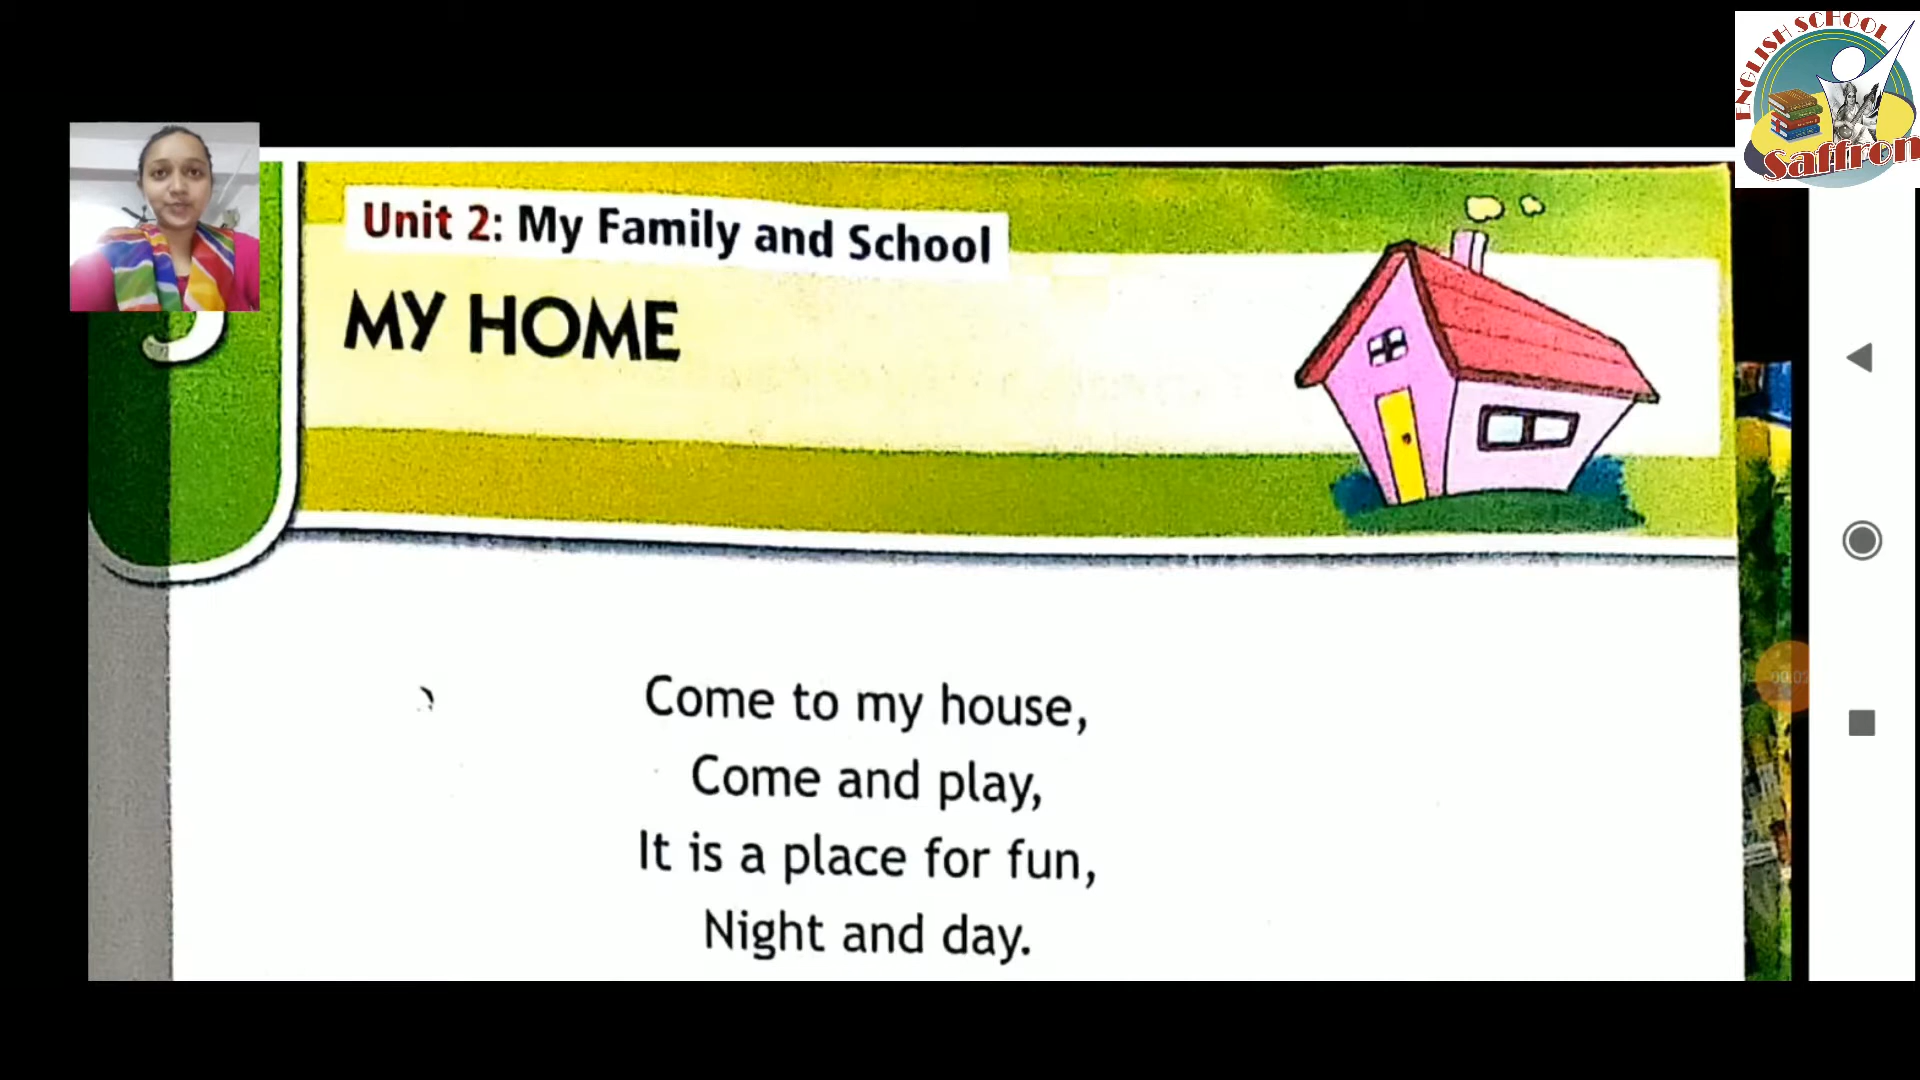 ENGLISH SCHOOL
Saffron
Unit 2: My Family and School
MY HOME
Come to my house,
Come and play,
It is a place for fun,
Night and day.